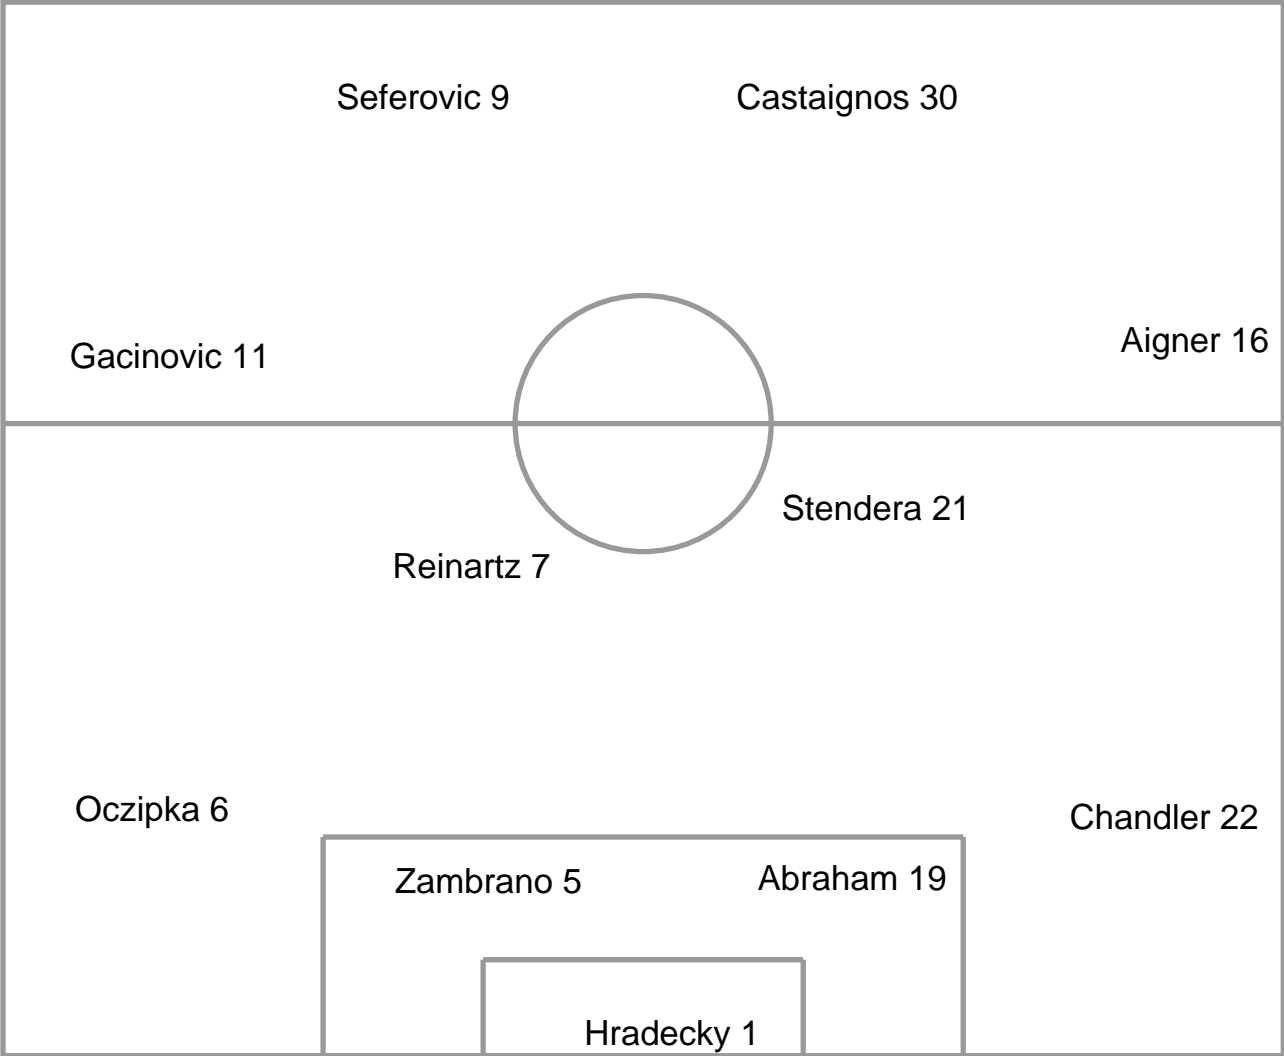 Seferovic 9
Castaignos 30
Gacinovic 11
Aigner 16
Stendera 21
Reinartz 7
Oczipka 6
Chandler 22
Zambrano 5
Abraham 19
Hradecky 1